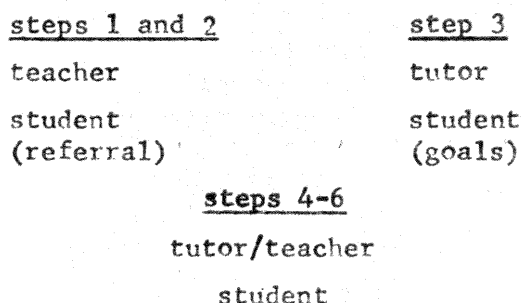 steps 1 and 2 step 3
teacher tutor
student student
(referral) (goals)
steps 4-6
tutor/teacher
student